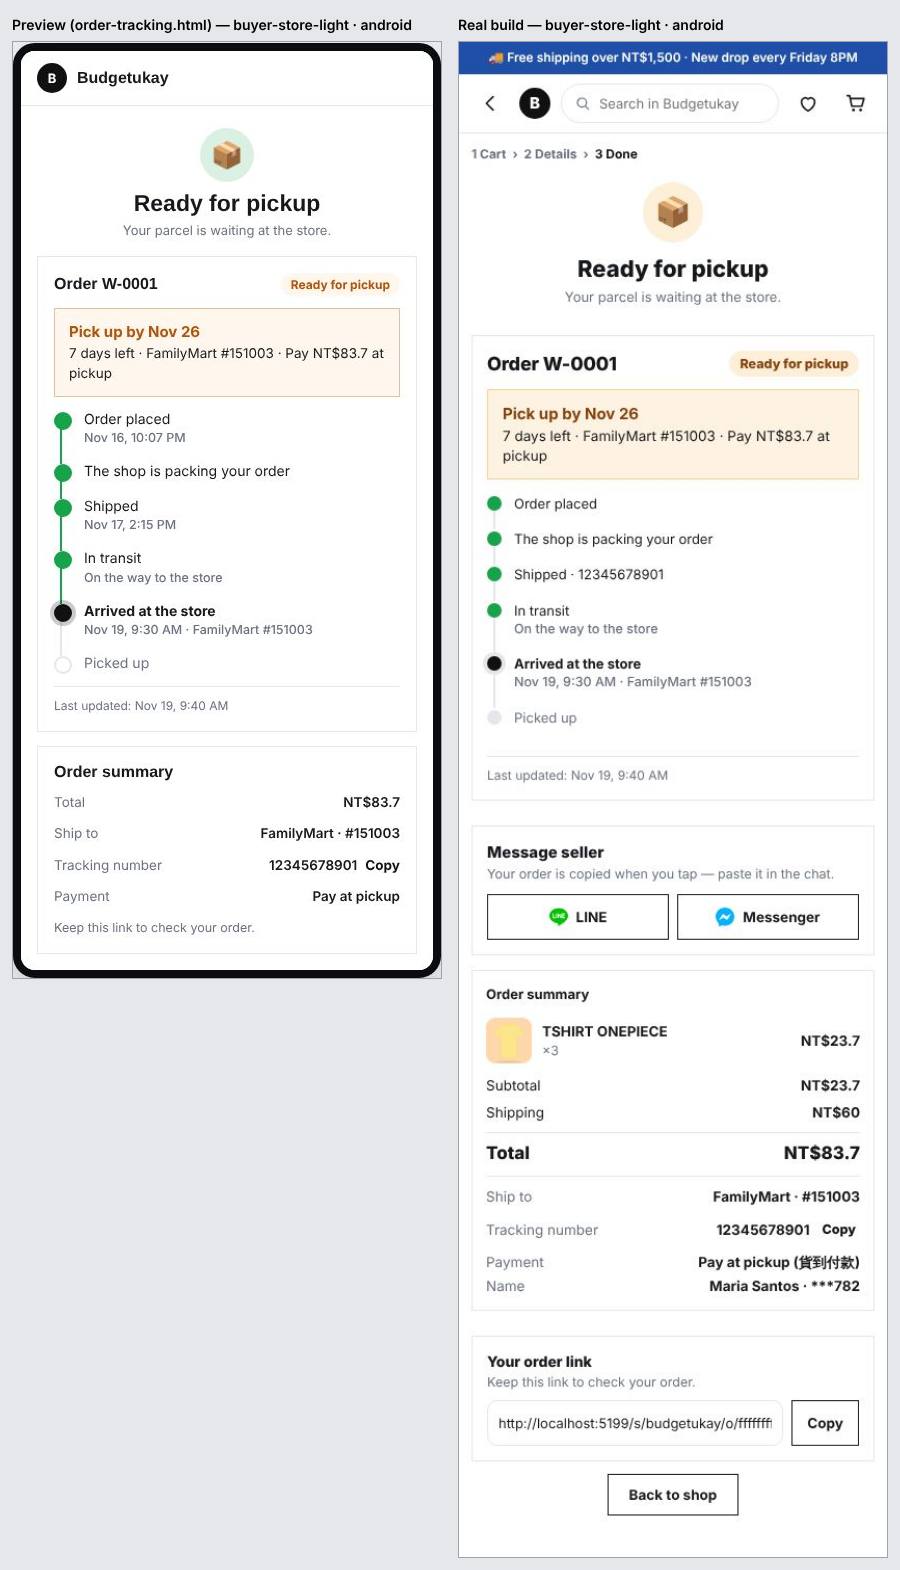 Preview (order-tracking.html) — buyer-store-light · android
B Budgetukay
Ready for pickup
Your parcel is waiting at the store.
Order W-0001 Ready for pickup
Pick up by Nov 26
7 days left · FamilyMart #151003 · Pay NT$83.7 at
pickup
Order placed
Nov 16, 10:07 PM
The shop is packing your order
Shipped
Nov 17, 2:15 PM
In transit
On the way to the store
Arrived at the store
Nov 19, 9:30 AM · FamilyMart #151003
Picked up
Last updated: Nov 19, 9:40 AM
Order summary
Total NT$83.7
Ship to FamilyMart · #151003
Tracking number 12345678901 Copy
Payment Pay at pickup
Keep this link to check your order.
Real build — buyer-store-light · android
🚚 Free shipping over NT$1,500 · New drop every Friday 8PM
B Search in Budgetukay
1 Cart › 2 Details › 3 Done
Ready for pickup
Your parcel is waiting at the store.
Order W-0001 Ready for pickup
Pick up by Nov 26
7 days left · FamilyMart #151003 · Pay NT$83.7 at
pickup
Order placed
The shop is packing your order
Shipped · 12345678901
In transit
On the way to the store
Arrived at the store
Nov 19, 9:30 AM · FamilyMart #151003
Picked up
Last updated: Nov 19, 9:40 AM
Message seller
Your order is copied when you tap — paste it in the chat.
LINE LINE Messenger
Order summary
TSHIRT ONEPIECE NT$23.7
×3
Subtotal NT$23.7
Shipping NT$60
Total NT$83.7
Ship to FamilyMart · #151003
Tracking number 12345678901 Copy
Payment Pay at pickup (貨到付款)
Name Maria Santos · ***782
Your order link
Keep this link to check your order.
http://localhost:5199/s/budgetukay/o/fffffff Copy
Back to shop